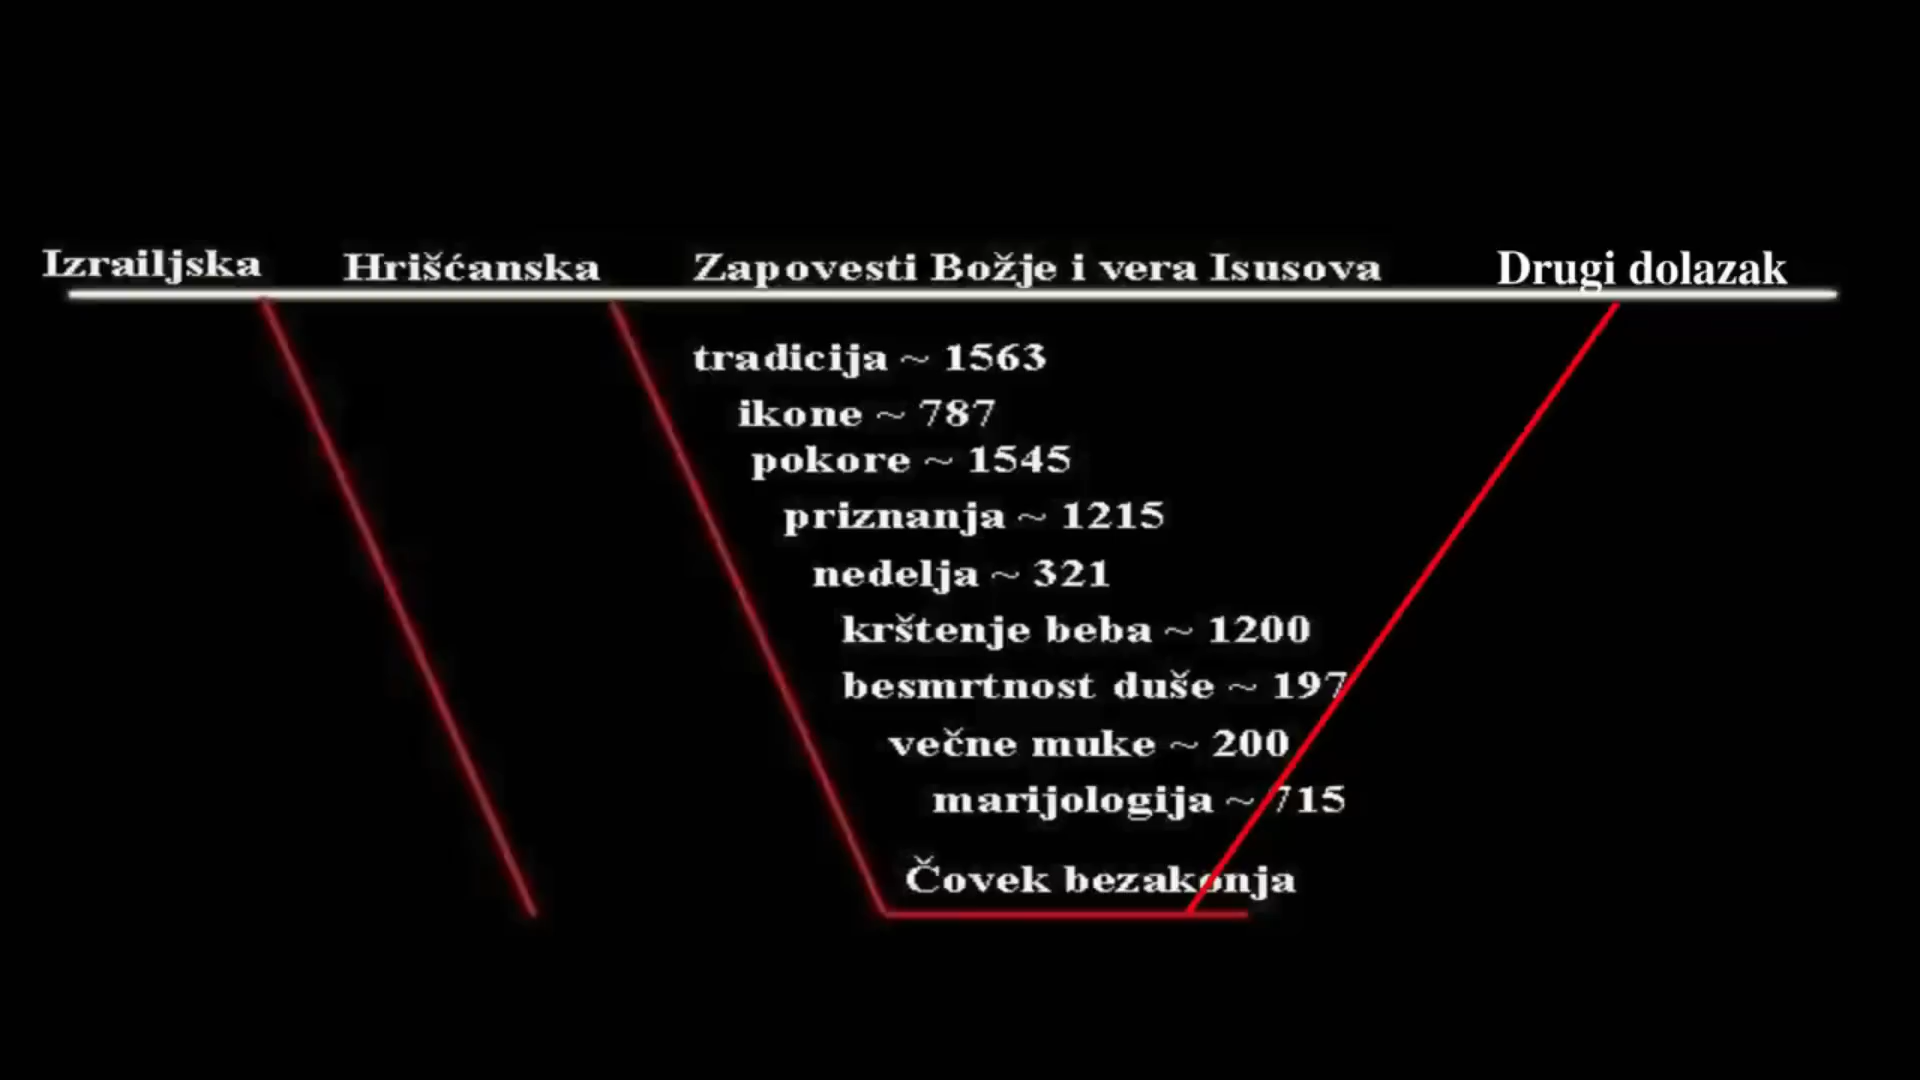 Izrailjska Hrišćanska Zapovesti Božje i vera Isusova Drugi dolazak
tradicija ~ 1563
ikone ~ 787
pokore ~ 1545
priznanja ~ 1215
nedelja ~ 321
krštenje beba ~ 1200
besmrtnost duše ~ 197
večne muke ~ 200
marijologija ~ 715
Čovek bezakonja